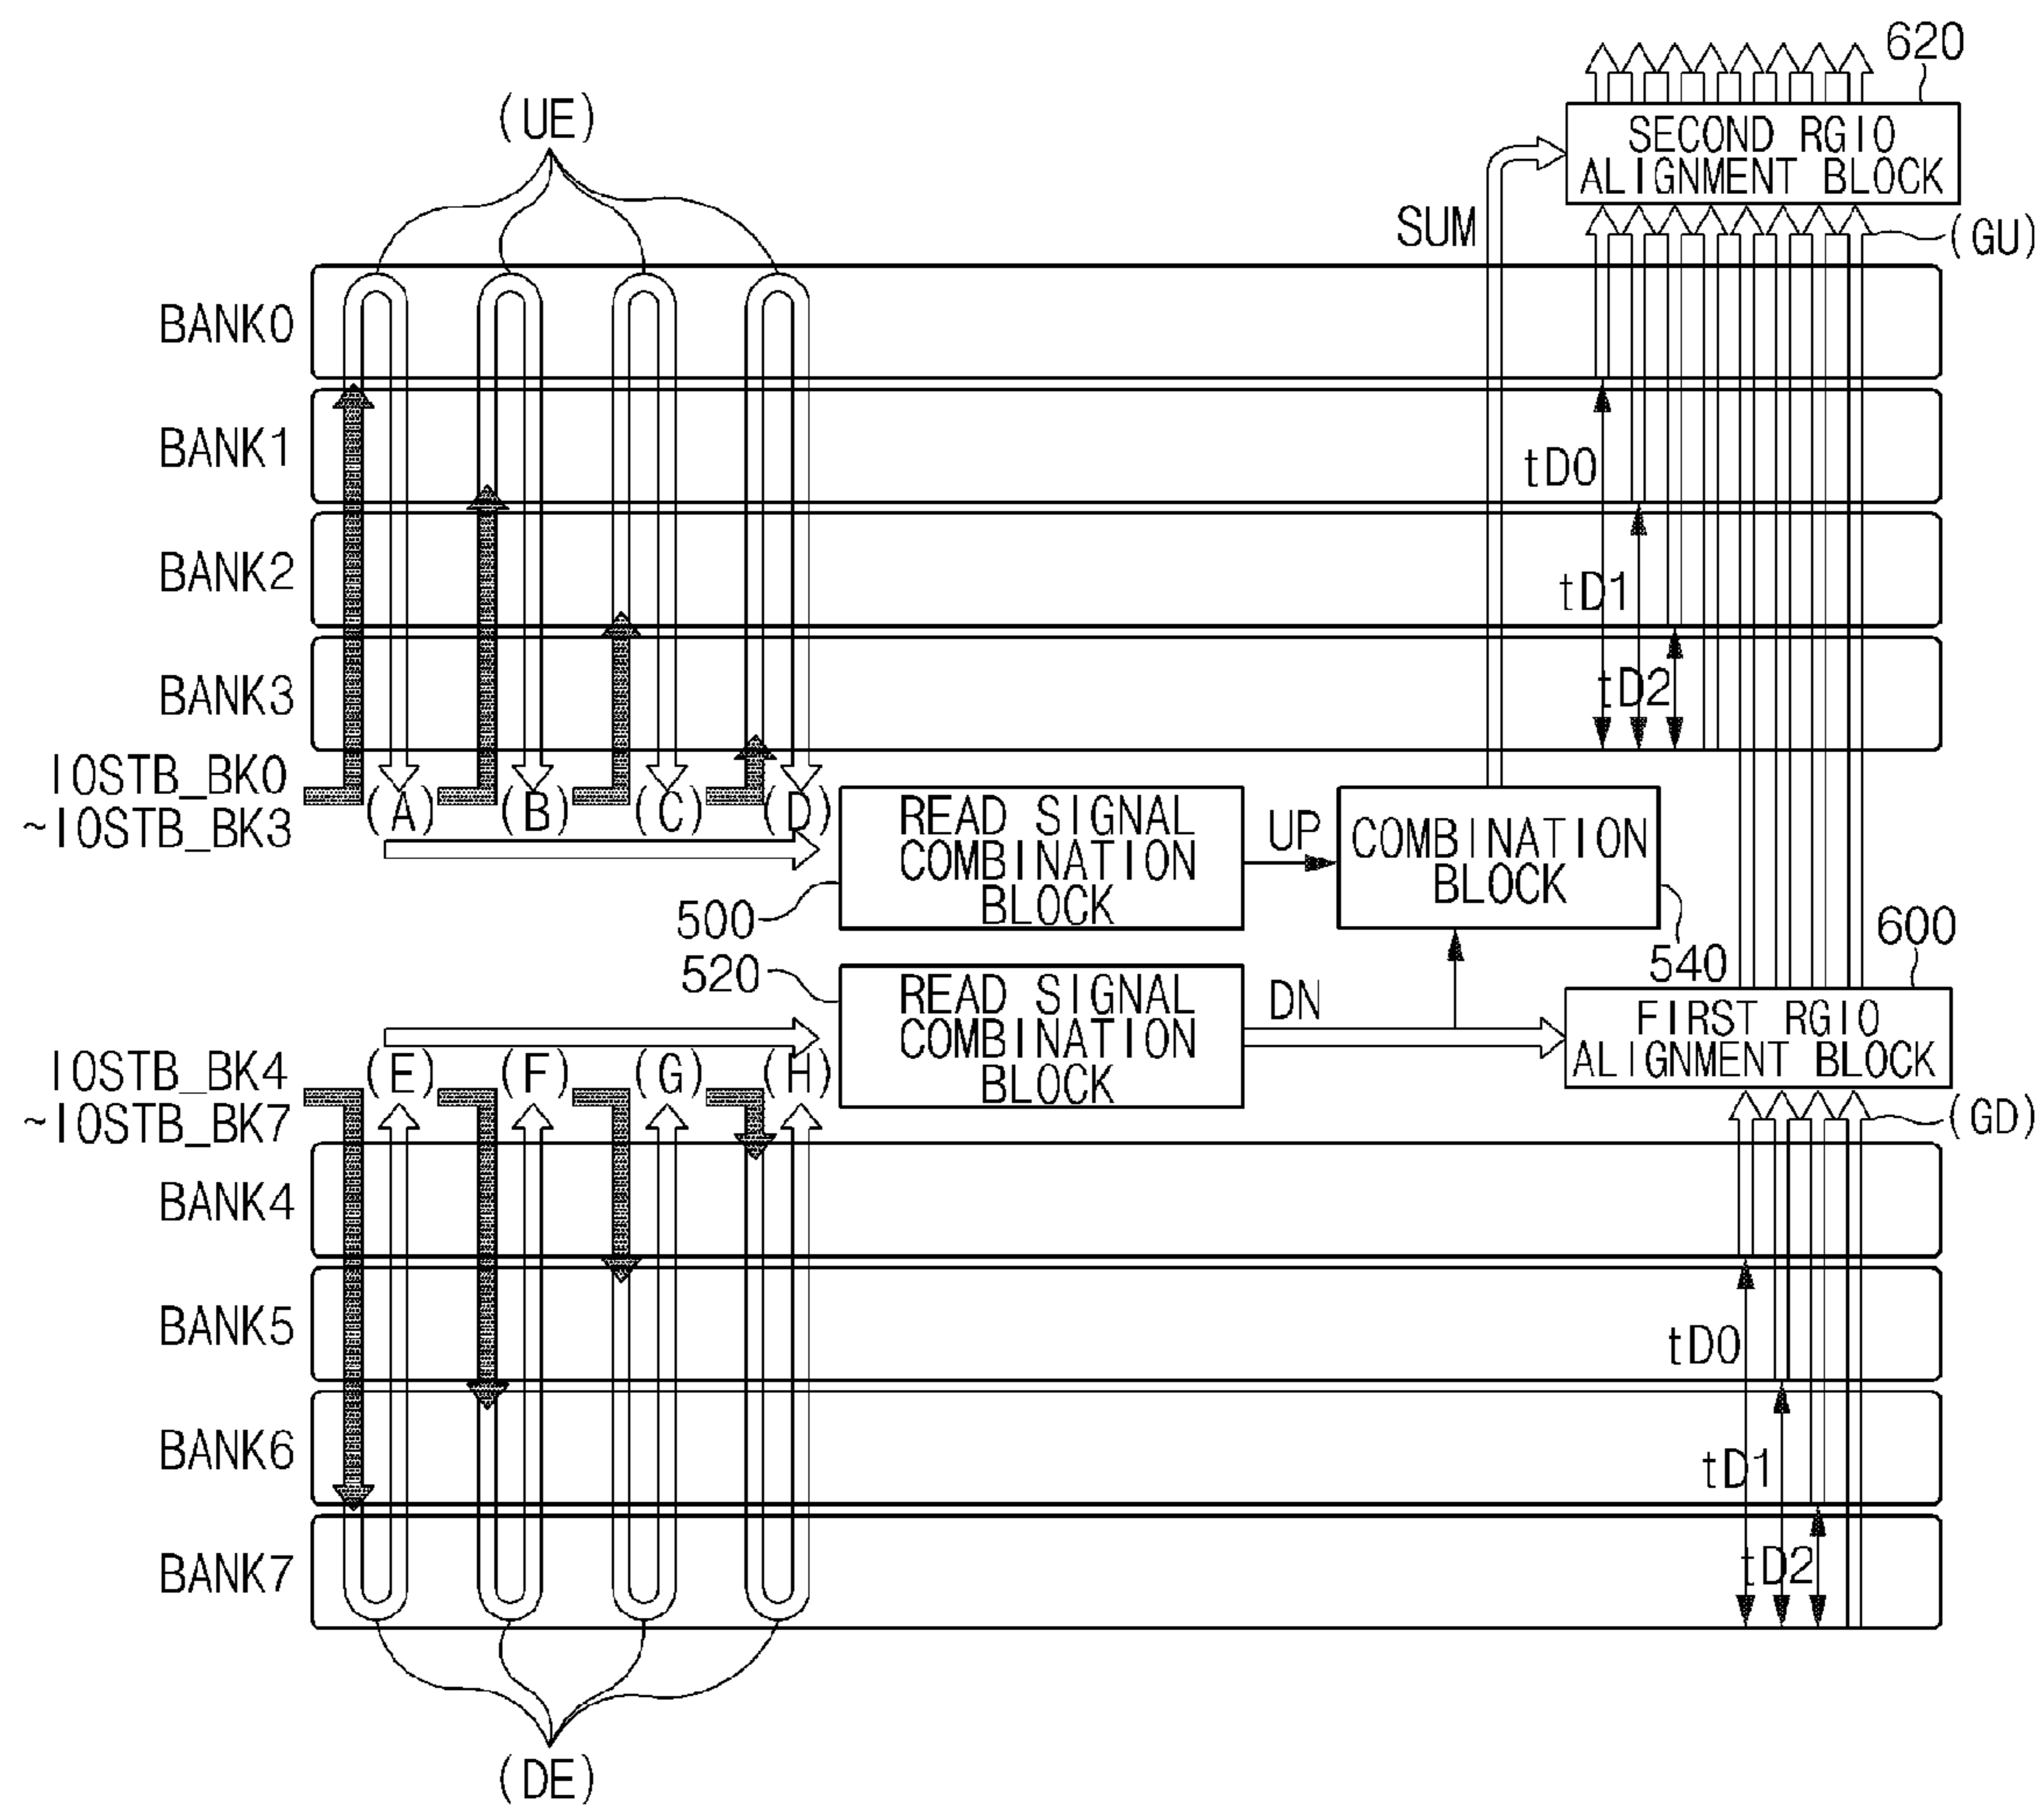 620
(UE)
SECOND RGIO
ALIGNMENT BLOCK
SUM
(GU)
BANK0
BANK1
tD0
BANK2
tD1
BANK3
tD2
IOSTB_BK0
~IOSTB_BK3
(A)
(B)
(C)
(D)
READ SIGNAL
COMBINATION
BLOCK
UP
COMBINATION
BLOCK
500
540
600
520
READ SIGNAL
COMBINATION
BLOCK
DN
FIRST RGIO
ALIGNMENT BLOCK
IOSTB_BK4
~IOSTB_BK7
(E)
(F)
(G)
(H)
(GD)
BANK4
BANK5
tD0
BANK6
tD1
BANK7
tD2
(DE)